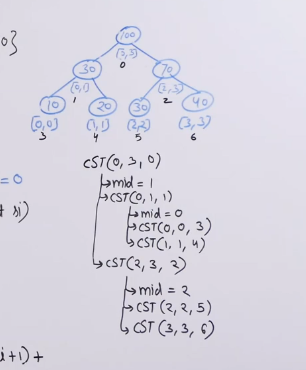 0}
100
[3,3]
0
30
70
[0,1]
[2,3]
1
2
10
20
30
40
[0,0]
[1,1]
[2,2]
[3,3]
3
4
5
6
CST(0, 3, 0)
mid = 1
= 0
CST(0, 1, 1)
si)
mid = 0
CST(0, 0, 3)
CST(1, 1, 4)
CST(2, 3, 2)
mid = 2
CST(2, 2, 5)
CST(3, 3, 6)
i+1) +